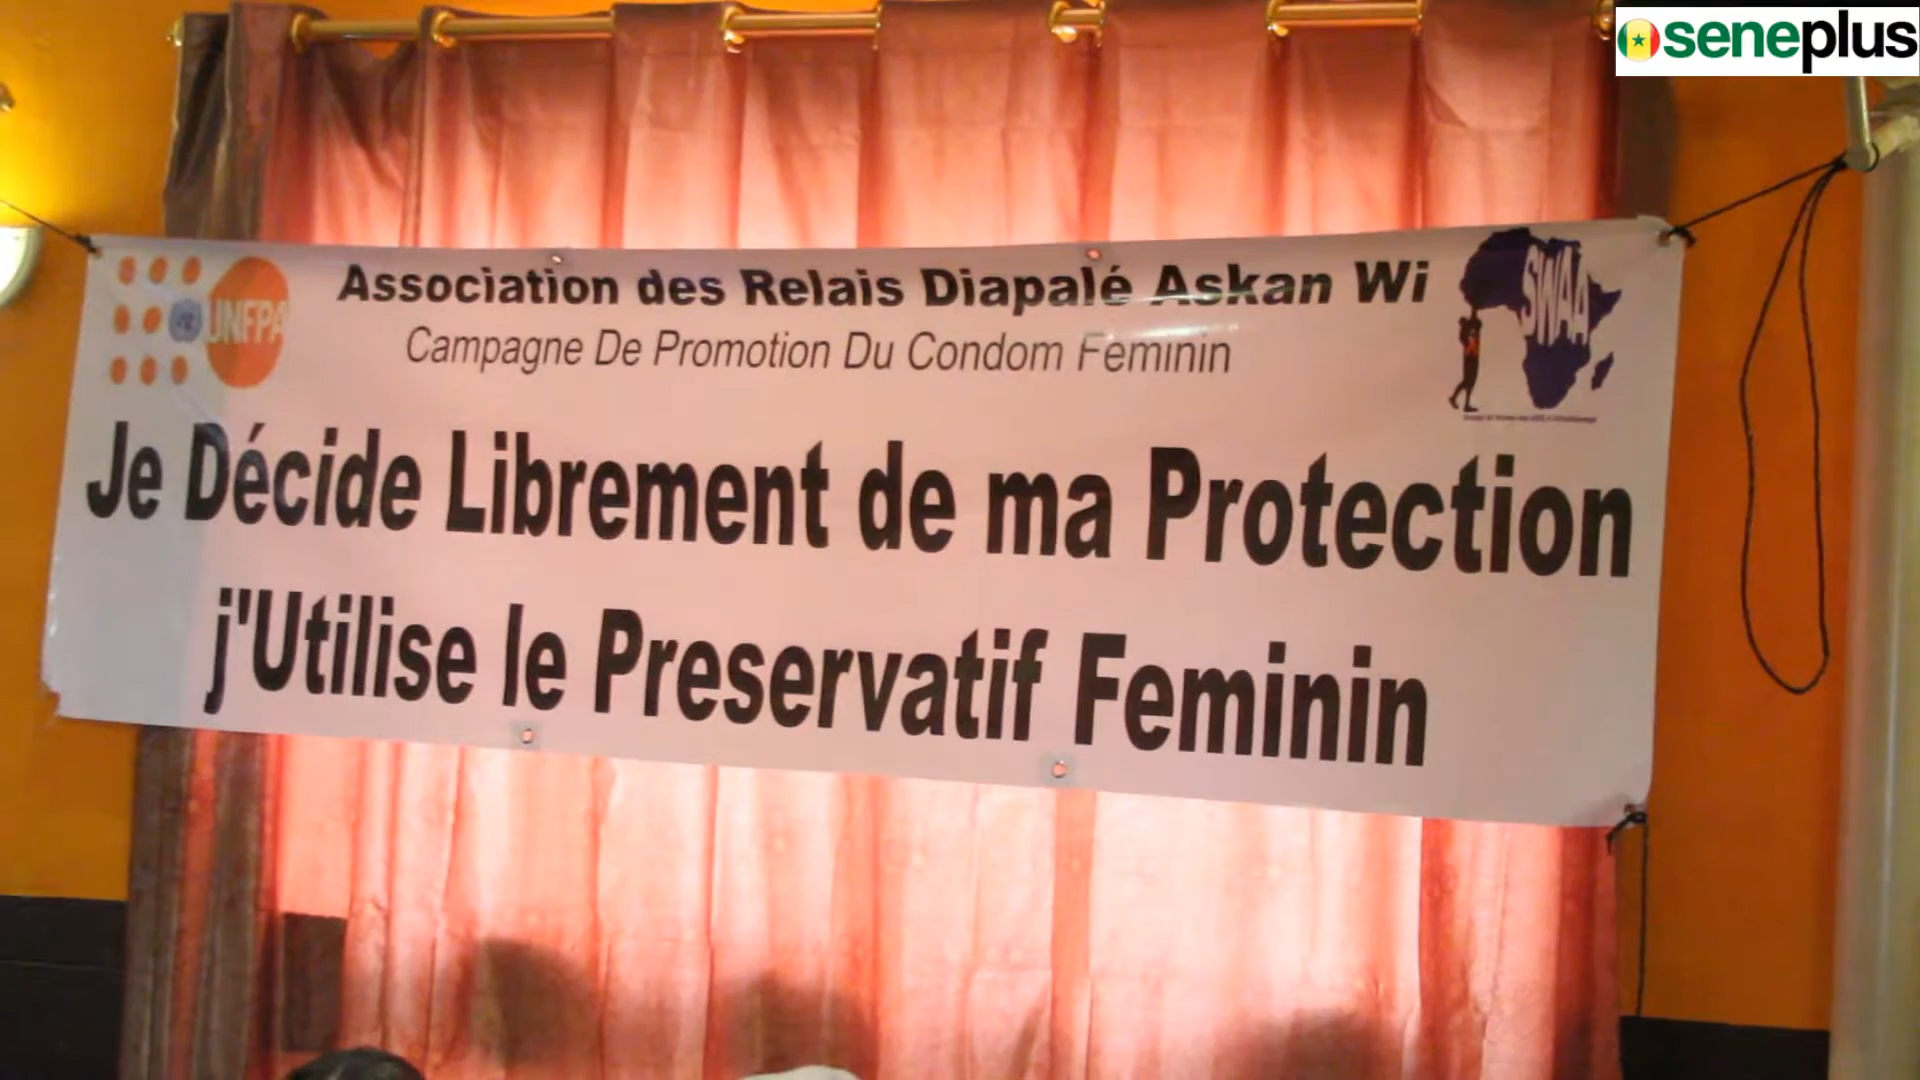 seneplus
UNFPA
Association des Relais Diapalé Askan Wi
SWAA
Campagne De Promotion Du Condom Feminin
Je Décide Librement de ma Protection
j'Utilise le Preservatif Feminin